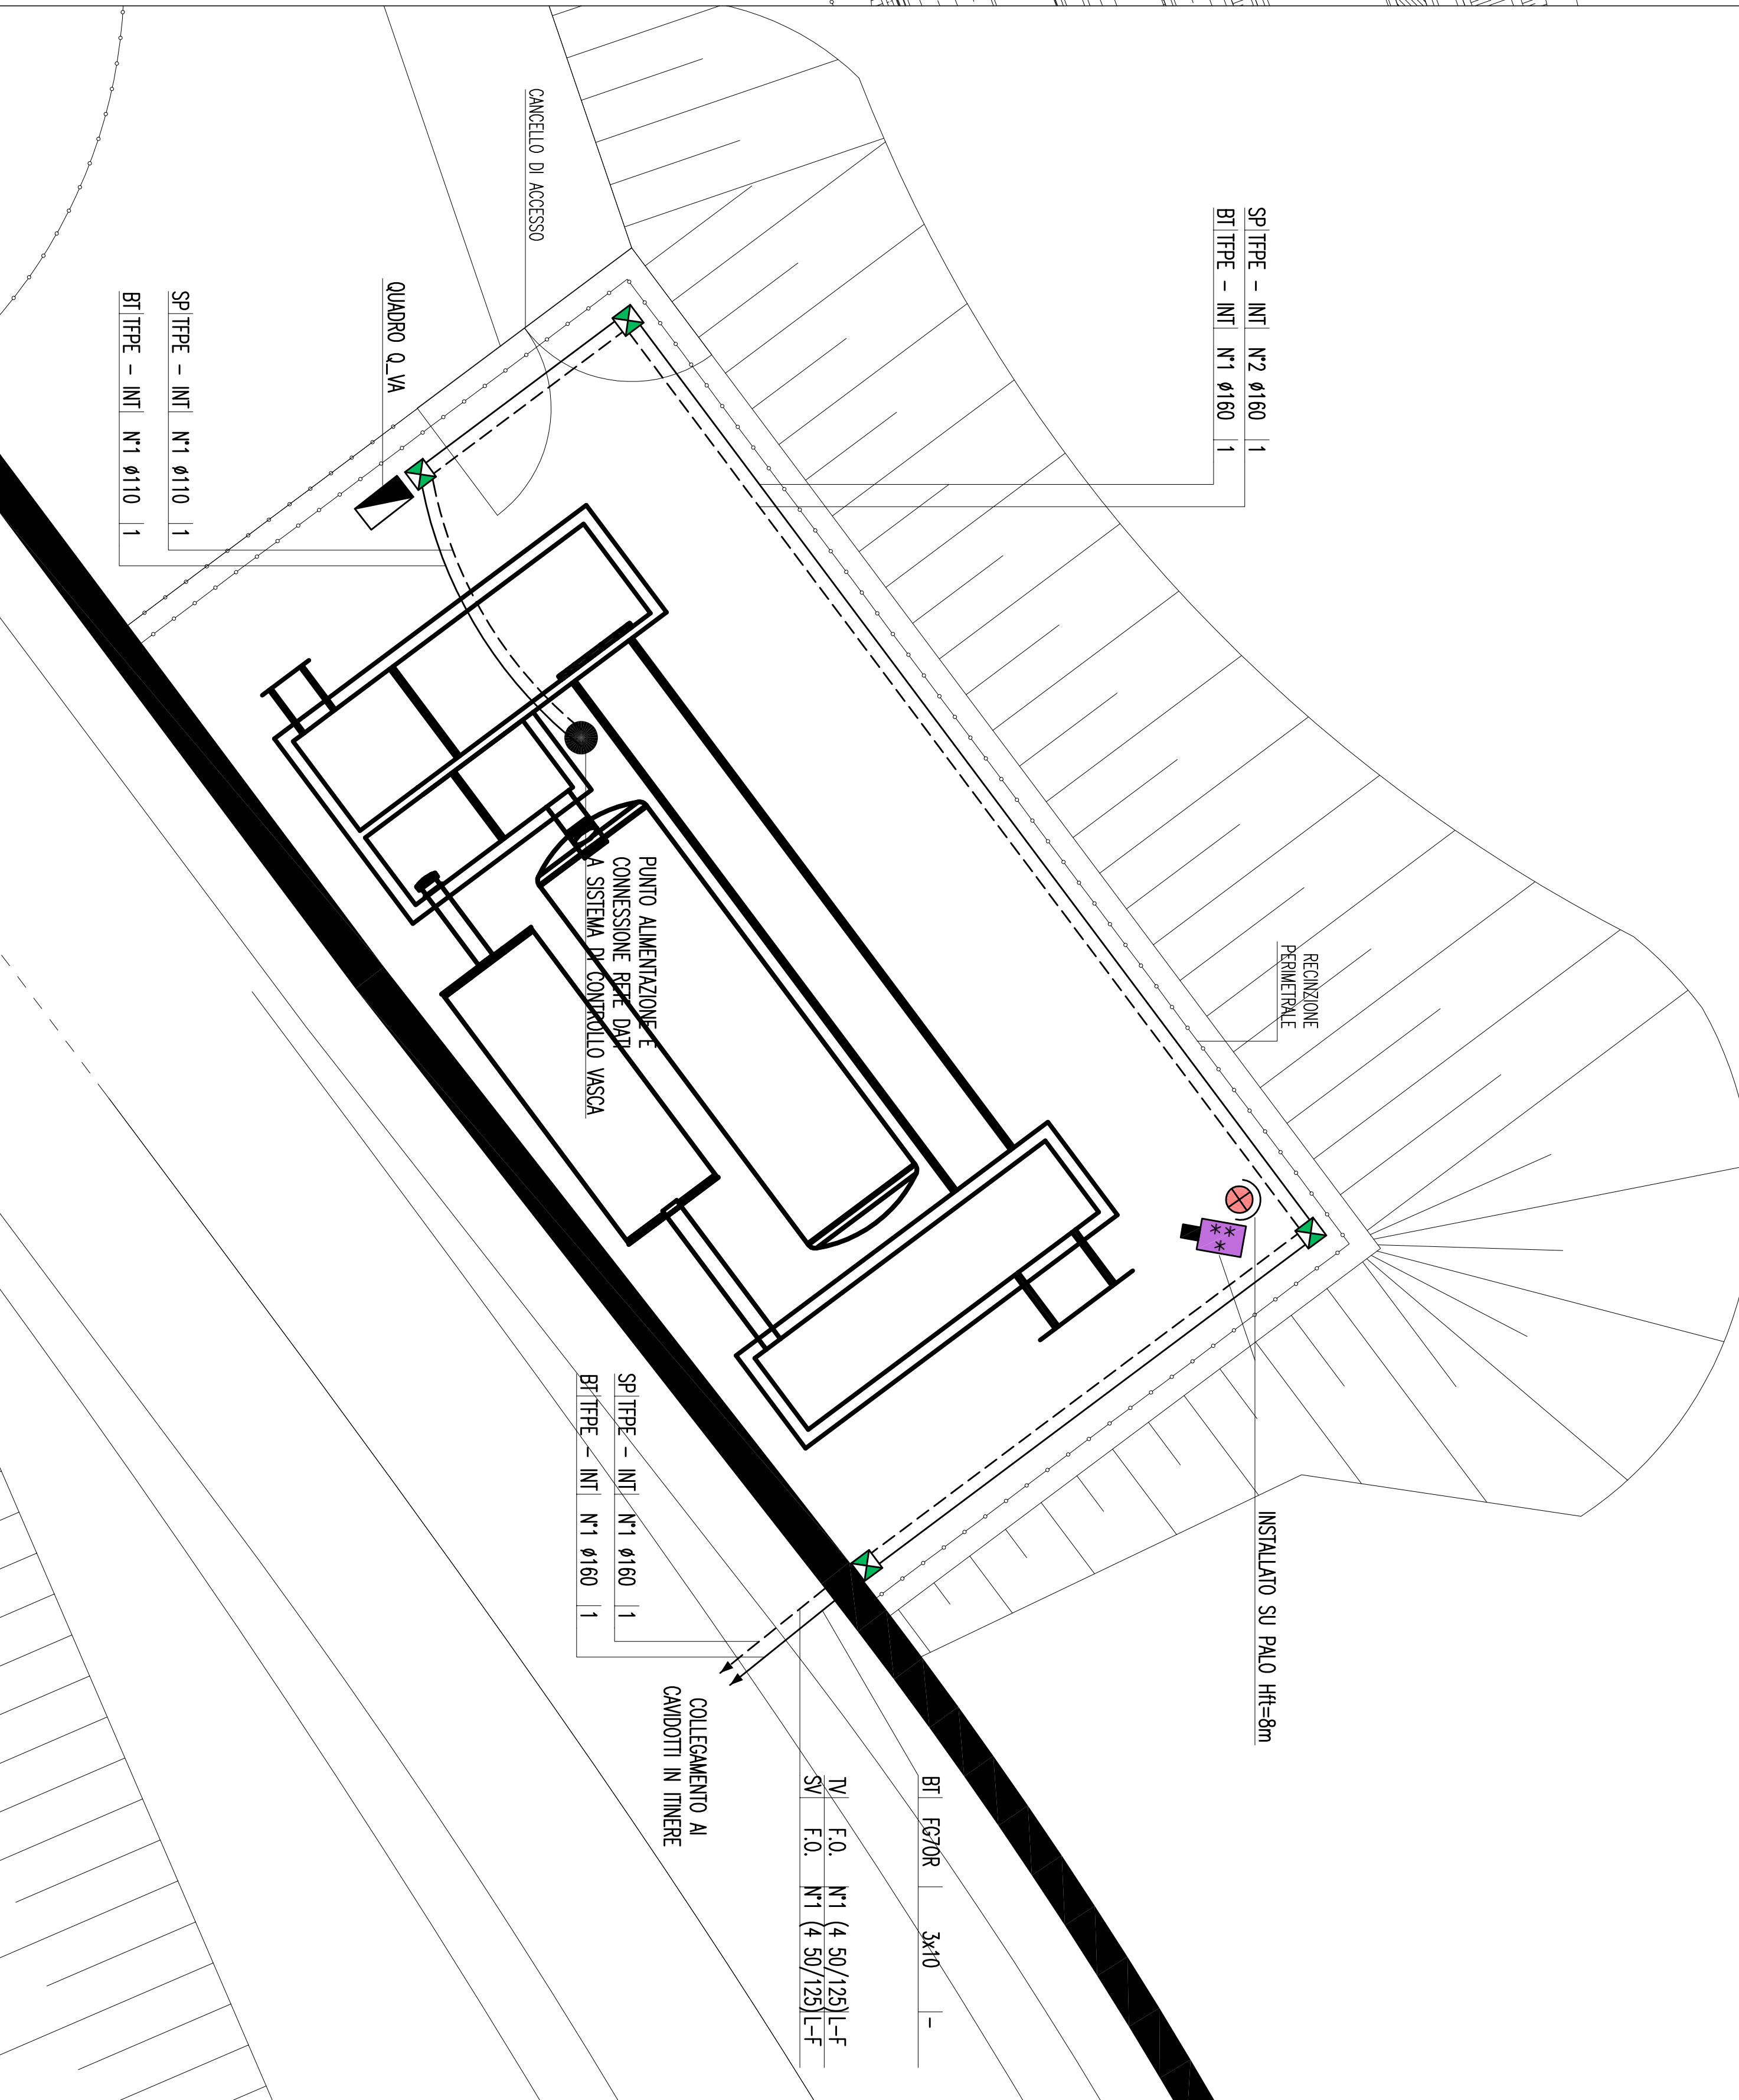 SP TFPE - INT N°2 ø160 1
BT TFPE - INT N°1 ø160 1
CANCELLO DI ACCESSO
QUADRO Q_VA
SP TFPE - INT N°1 ø110 1
BT TFPE - INT N°1 ø110 1
RECINZIONE
PERIMETRALE
PUNTO ALIMENTAZIONE E
CONNESSIONE RETE DATI
A SISTEMA DI CONTROLLO VASCA
INSTALLATO SU PALO Hft=8m
SP TFPE - INT N°1 ø160 1
BT TFPE - INT N°1 ø160 1
COLLEGAMENTO AI
CAVIDOTTI IN ITINERE
BT FG7OR 3x10 -
TV F.O. N°1 (4 50/125) L-F
SV F.O. N°1 (4 50/125) L-F